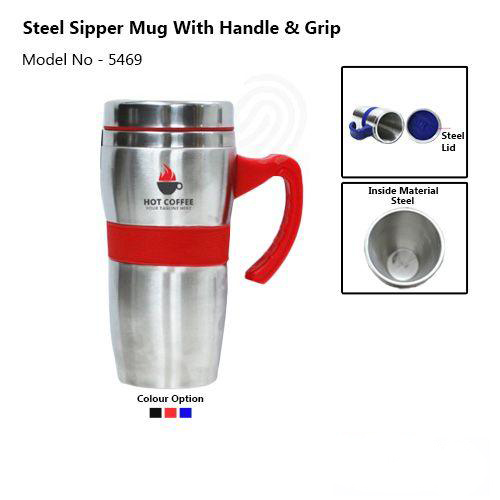 Steel Sipper Mug With Handle & Grip
Model No - 5469
Steel
Lid
Inside Material
Steel
HOT COFFEE
YOUR TAGLINE HERE
Colour Option